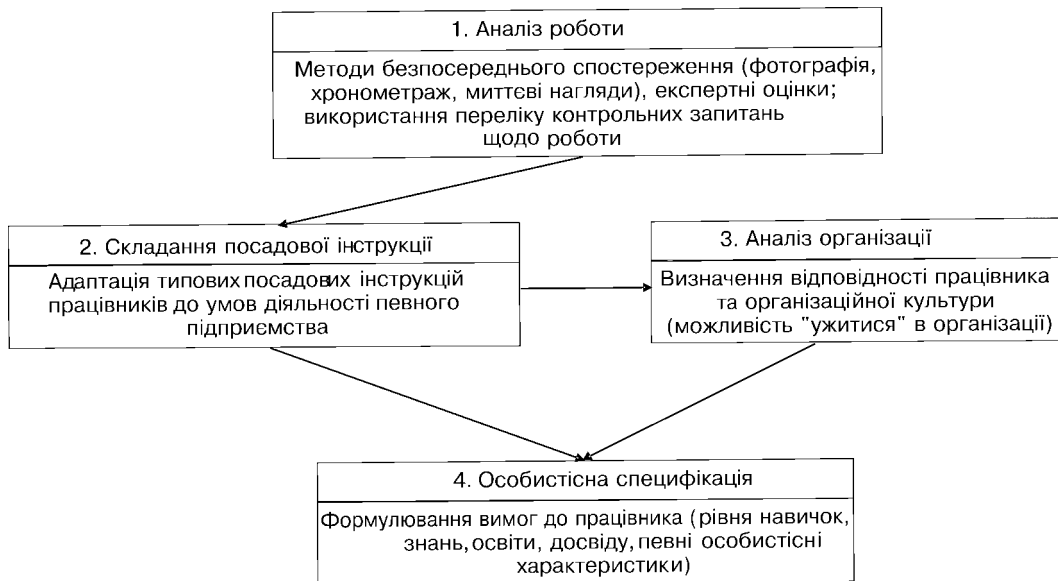 1. Аналіз роботи
Методи безпосереднього спостереження (фотографія,
хронометраж, миттєві нагляди), експертні оцінки;
використання переліку контрольних запитань
щодо роботи
2. Складання посадової інструкції
Адаптація типових посадових інструкцій
працівників до умов діяльності певного
підприємства
3. Аналіз організації
Визначення відповідності працівника
та організаційної культури
(можливість "ужитися" в організації)
4. Особистісна специфікація
Формулювання вимог до працівника (рівня навичок,
знань, освіти, досвіду, певні особистісні
характеристики)